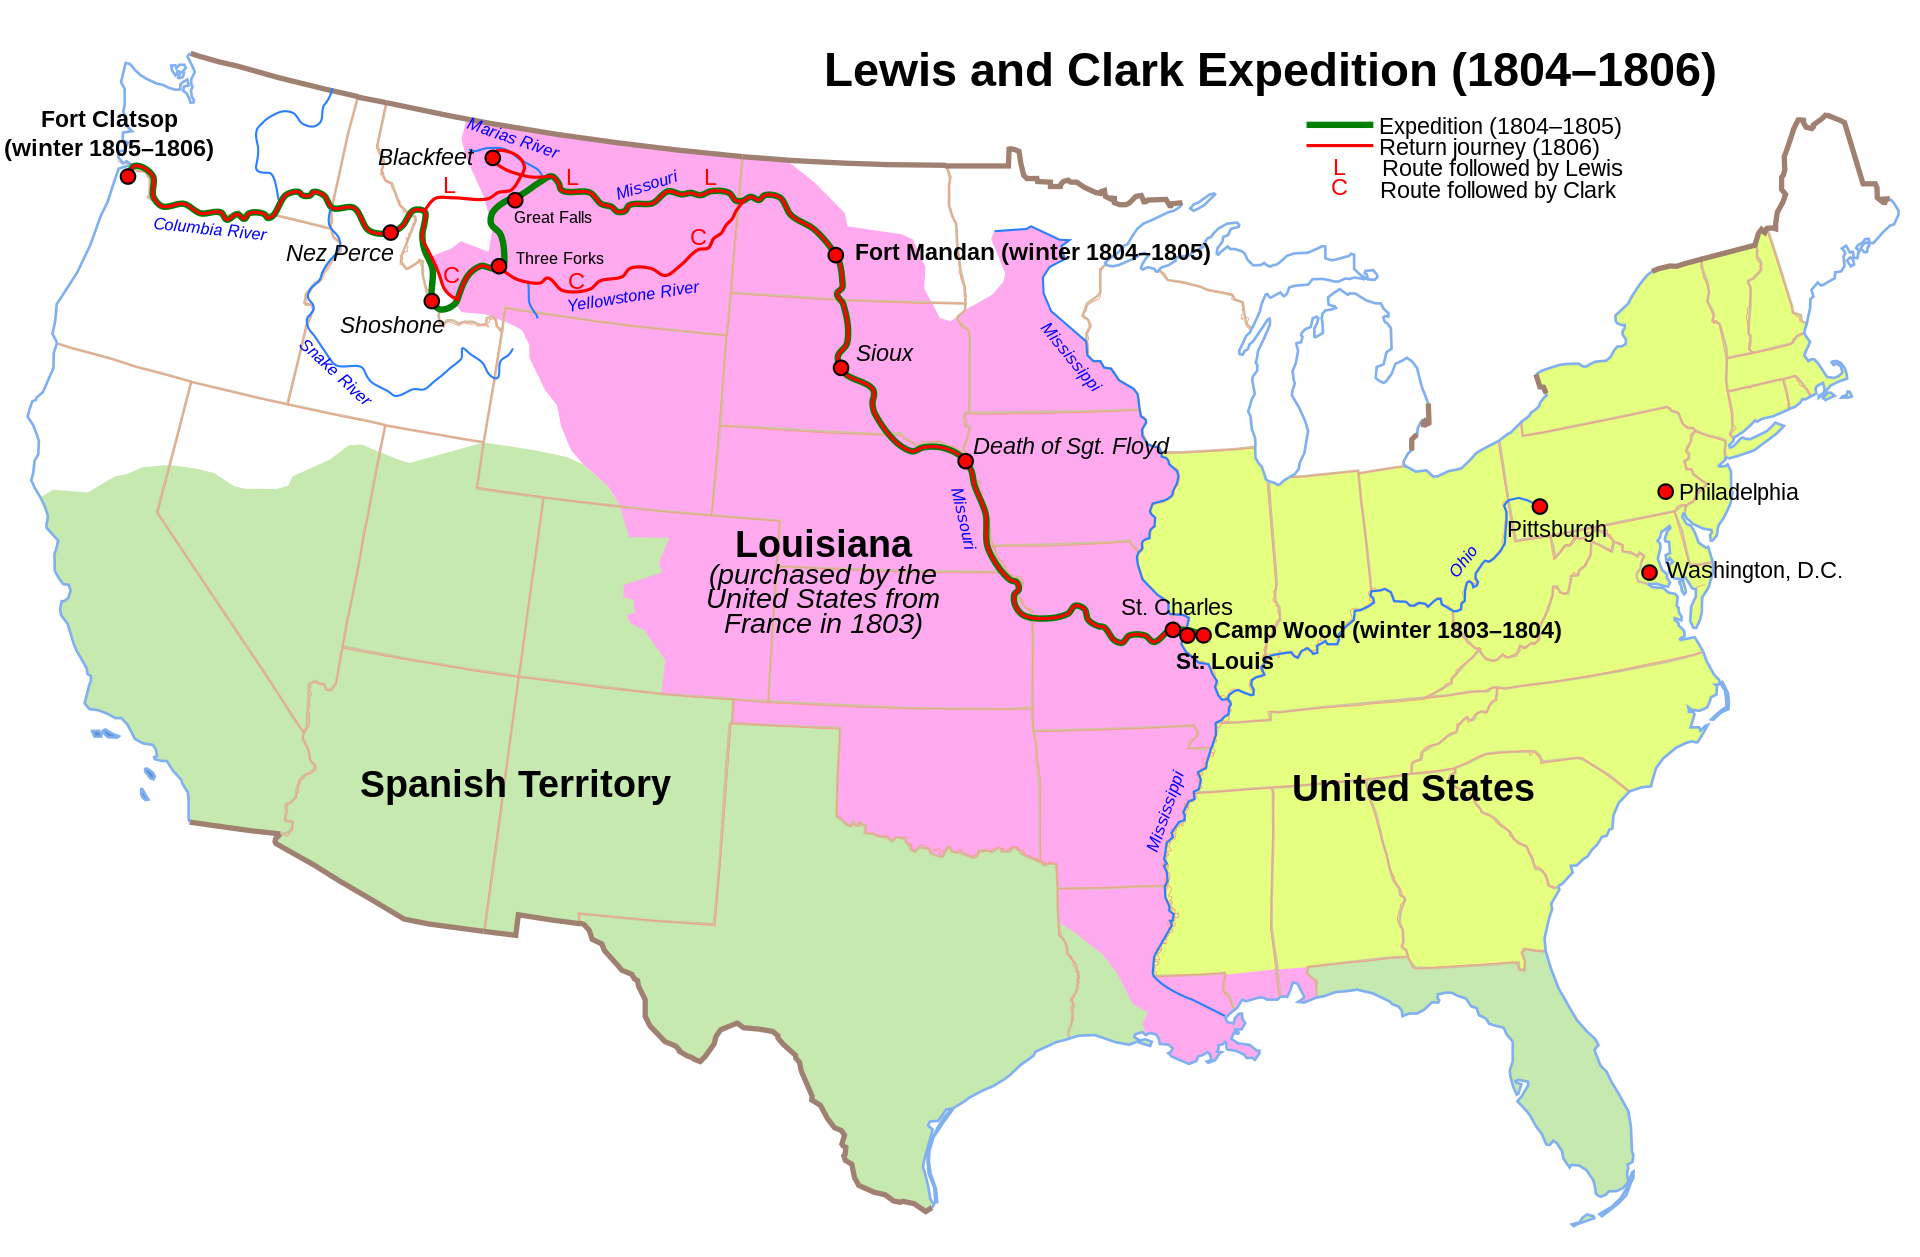 Lewis and Clark Expedition (1804–1806)
Expedition (1804–1805)
Return journey (1806)
L Route followed by Lewis
C Route followed by Clark
Fort Clatsop
(winter 1805–1806)
Marias River
Blackfeet
L
L
Missouri
L
Great Falls
Columbia River
Nez Perce
Three Forks
C
C
C
Fort Mandan (winter 1804–1805)
Yellowstone River
Shoshone
Snake River
Mississippi
Sioux
Death of Sgt. Floyd
Missouri
Philadelphia
Pittsburgh
Ohio
Washington, D.C.
Louisiana
(purchased by the
United States from
France in 1803)
St. Charles
Camp Wood (winter 1803–1804)
St. Louis
Mississippi
Spanish Territory
United States